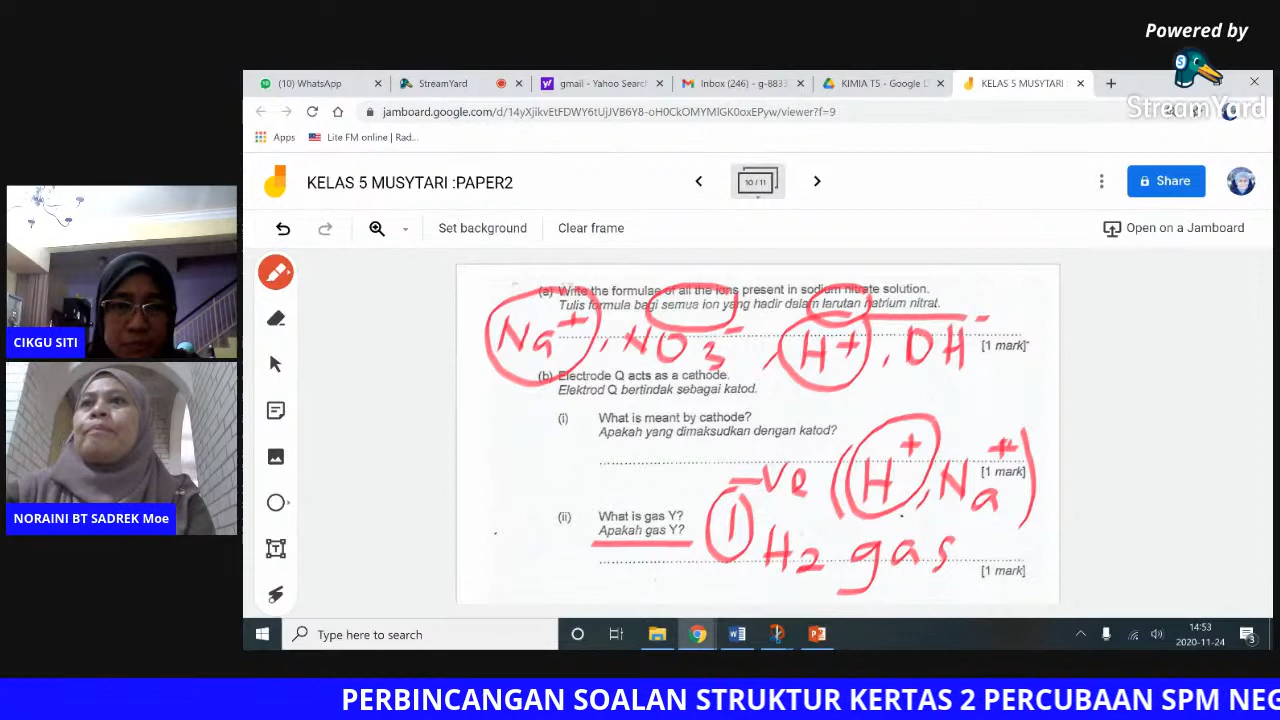 Powered by
StreamYard
(10) WhatsApp
StreamYard
gmail - Yahoo Searc
Inbox (246) - g-8833
KIMIA T5 - Google D
KELAS 5 MUSYTARI :
jamboard.google.com/d/14yXjikvEtFDWY6tUjJVB6Y8-oH0CkOMYMlGK0oxEPyw/viewer?f=9
Apps
Lite FM online | Rad...
KELAS 5 MUSYTARI :PAPER2
10 / 11
Share
Set background
Clear frame
Open on a Jamboard
(a) Write the formulae of all the ions present in sodium nitrate solution.
Tulis formula bagi semua ion yang hadir dalam larutan natrium nitrat.
Na+, NO3-, H+, OH-
[1 mark]
(b) Electrode Q acts as a cathode.
Elektrod Q bertindak sebagai katod.
(i) What is meant by cathode?
Apakah yang dimaksudkan dengan katod?
[1 mark]
-ve (H+, Na+)
(ii) What is gas Y?
Apakah gas Y?
1 H2 gas
[1 mark]
CIKGU SITI
NORAINI BT SADREK Moe
Type here to search
14:53
2020-11-24
3
PERBINCANGAN SOALAN STRUKTUR KERTAS 2 PERCUBAAN SPM NEG